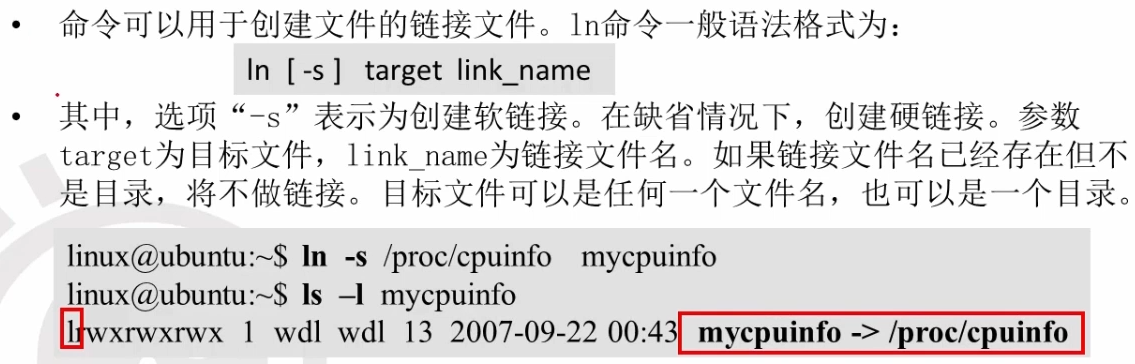 • 命令可以用于创建文件的链接文件。ln命令一般语法格式为：
ln [ -s ] target link_name
• 其中，选项“-s”表示为创建软链接。在缺省情况下，创建硬链接。参数
target为目标文件，link_name为链接文件名。如果链接文件名已经存在但不
是目录，将不做链接。目标文件可以是任何一个文件名，也可以是一个目录。
linux@ubuntu:~$ ln -s /proc/cpuinfo mycpuinfo
linux@ubuntu:~$ ls –l mycpuinfo
lrwxrwxrwx 1 wdl wdl 13 2007-09-22 00:43 mycpuinfo -> /proc/cpuinfo